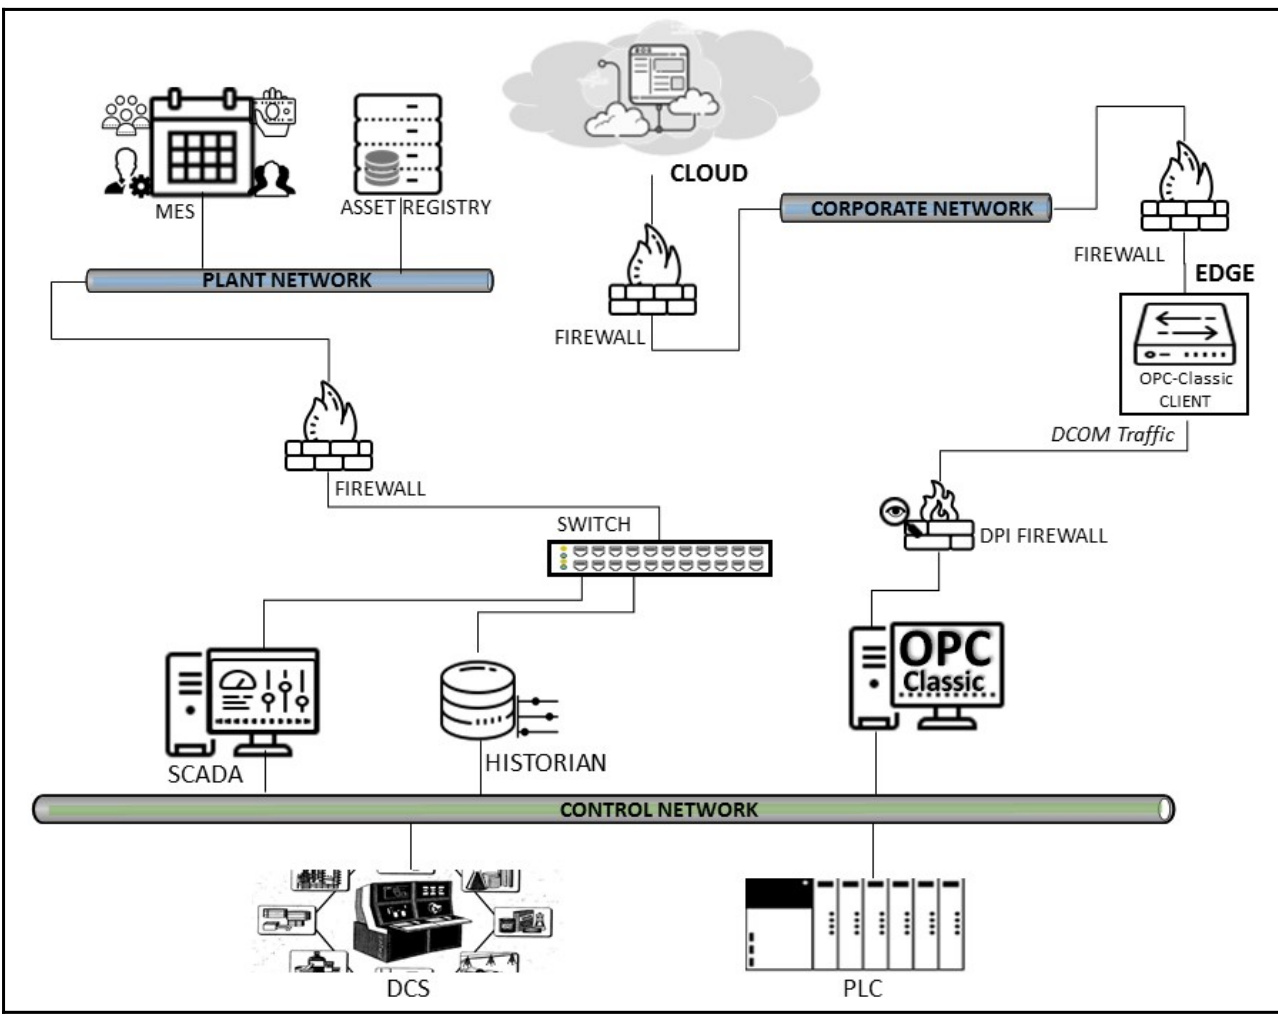 CLOUD
MES
ASSET REGISTRY
CORPORATE NETWORK
PLANT NETWORK
FIREWALL
EDGE
FIREWALL
OPC-Classic
CLIENT
DCOM Traffic
FIREWALL
SWITCH
DPI FIREWALL
OPC
Classic
SCADA
HISTORIAN
CONTROL NETWORK
DCS
PLC